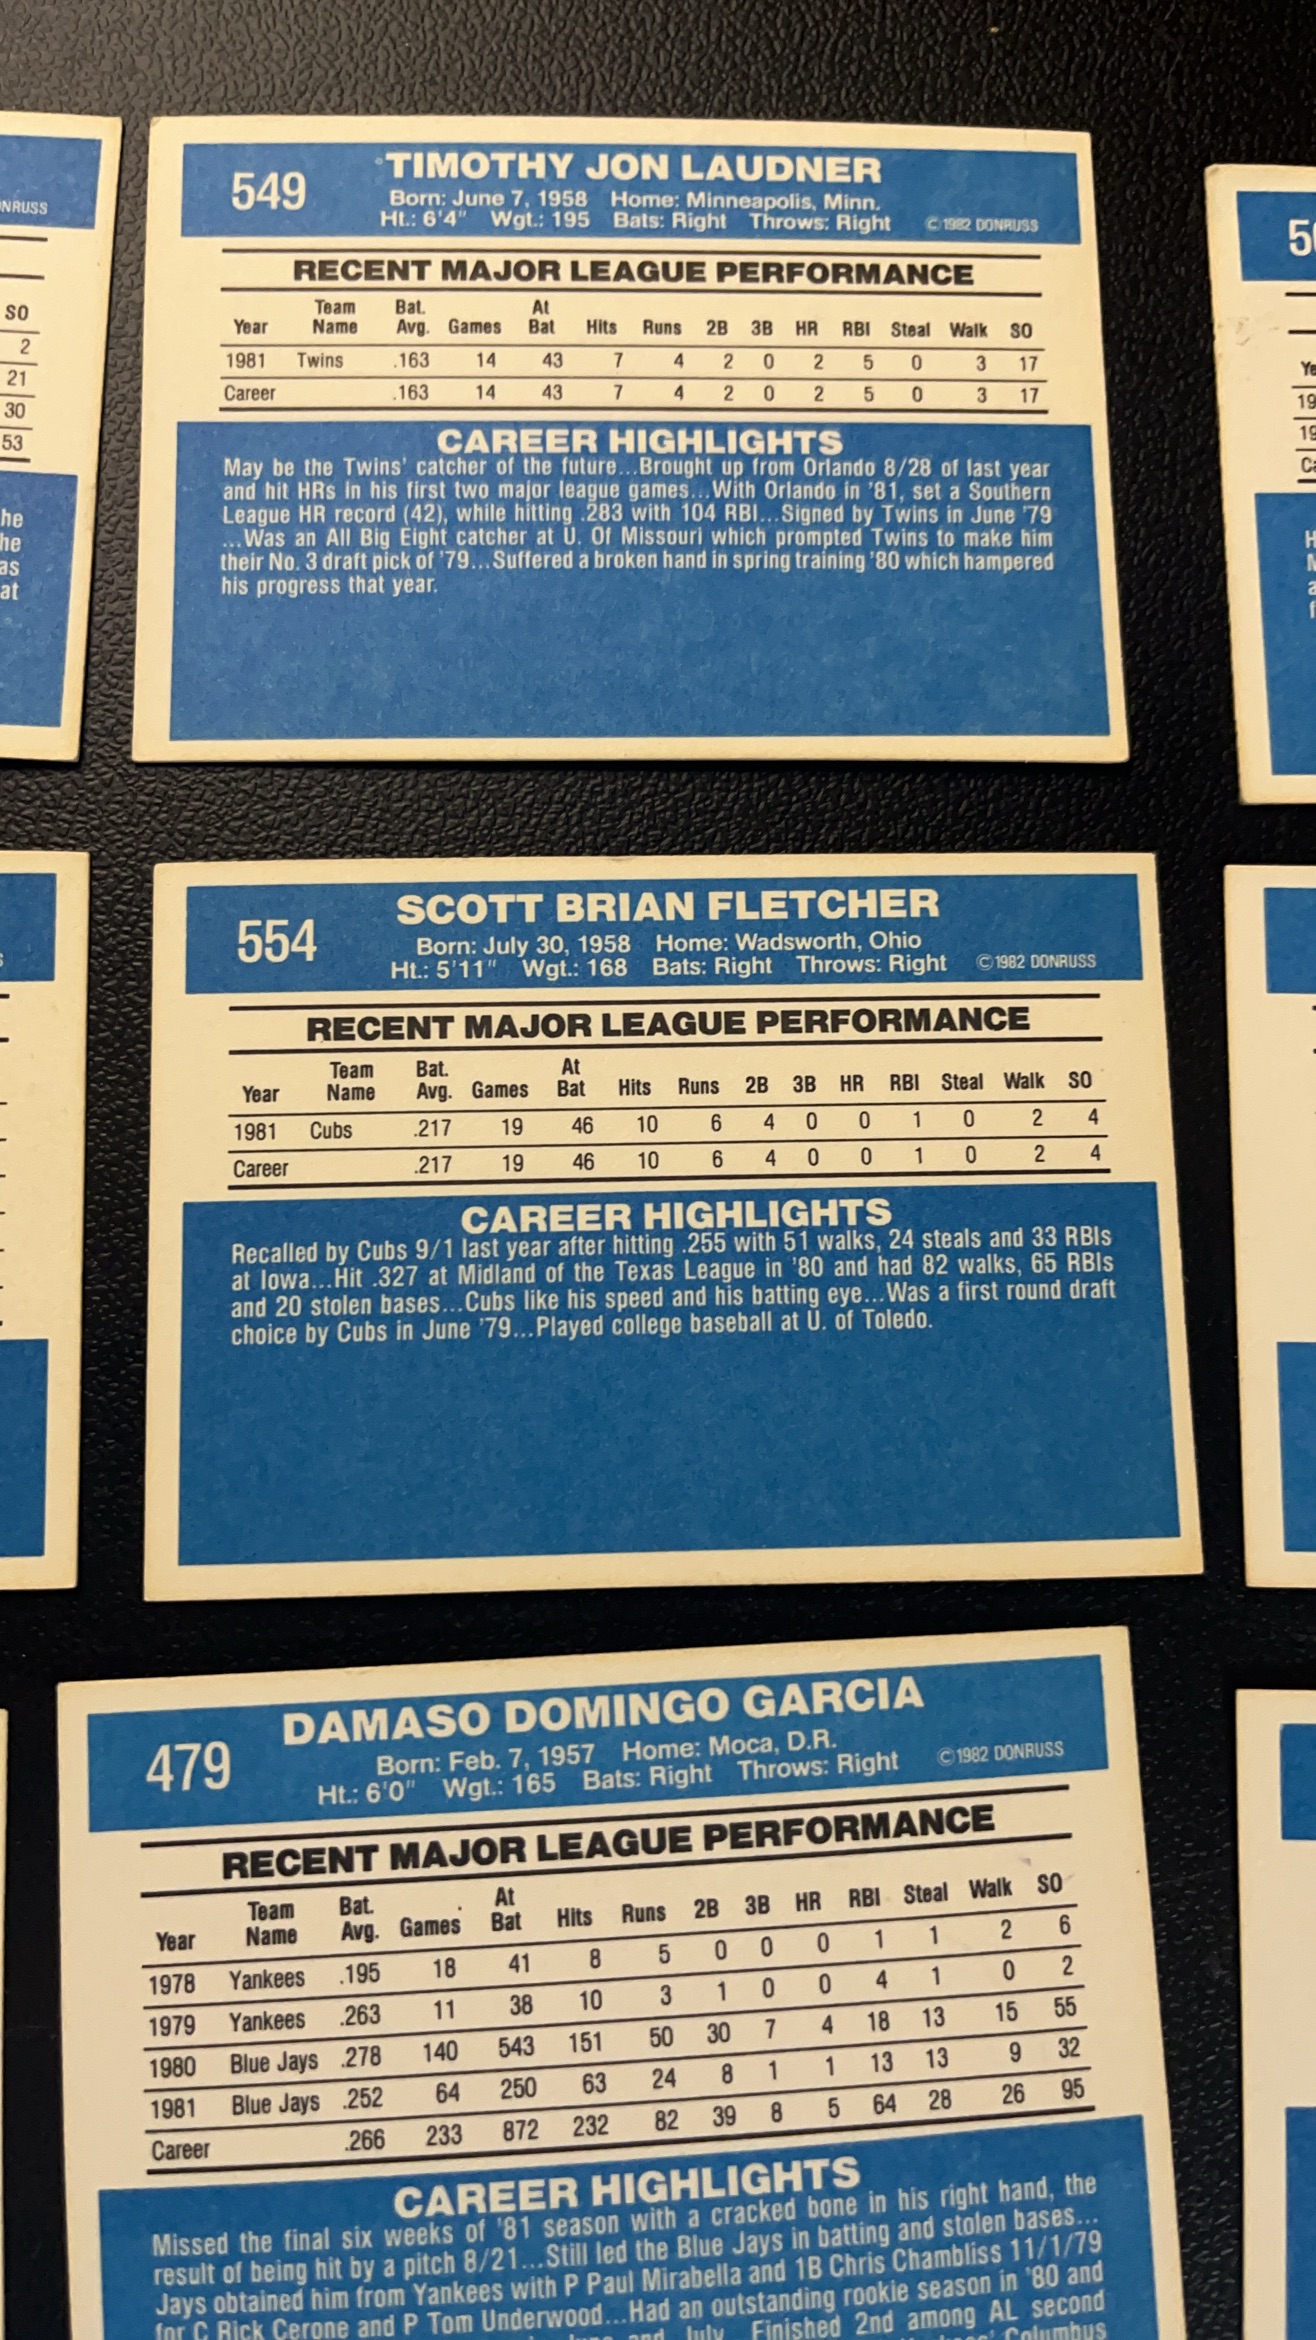 NRUSS
SO
2
21
30
53
he
he
as
at
549
TIMOTHY JON LAUDNER
Born: June 7, 1958 Home: Minneapolis, Minn.
Ht.: 6'4" Wgt.: 195 Bats: Right Throws: Right © 1982 DONRUSS
RECENT MAJOR LEAGUE PERFORMANCE
Year Team Name Bat. Avg. Games At Bat Hits Runs 2B 3B HR RBI Steal Walk SO
1981 Twins .163 14 43 7 4 2 0 2 5 0 3 17
Career .163 14 43 7 4 2 0 2 5 0 3 17
CAREER HIGHLIGHTS
May be the Twins' catcher of the future...Brought up from Orlando 8/28 of last year
and hit HRs in his first two major league games...With Orlando in '81, set a Southern
League HR record (42), while hitting .283 with 104 RBI...Signed by Twins in June '79
...Was an All Big Eight catcher at U. Of Missouri which prompted Twins to make him
their No. 3 draft pick of '79...Suffered a broken hand in spring training '80 which hampered
his progress that year.
19
19
554
SCOTT BRIAN FLETCHER
Born: July 30, 1958 Home: Wadsworth, Ohio
Ht.: 5'11" Wgt.: 168 Bats: Right Throws: Right © 1982 DONRUSS
RECENT MAJOR LEAGUE PERFORMANCE
Year Team Name Bat. Avg. Games At Bat Hits Runs 2B 3B HR RBI Steal Walk SO
1981 Cubs .217 19 46 10 6 4 0 0 1 0 2 4
Career .217 19 46 10 6 4 0 0 1 0 2 4
CAREER HIGHLIGHTS
Recalled by Cubs 9/1 last year after hitting .255 with 51 walks, 24 steals and 33 RBIs
at Iowa...Hit .327 at Midland of the Texas League in '80 and had 82 walks, 65 RBIs
and 20 stolen bases...Cubs like his speed and his batting eye...Was a first round draft
choice by Cubs in June '79...Played college baseball at U. of Toledo.
479
DAMASO DOMINGO GARCIA
Born: Feb. 7, 1957 Home: Moca, D.R.
Ht.: 6'0" Wgt.: 165 Bats: Right Throws: Right © 1982 DONRUSS
RECENT MAJOR LEAGUE PERFORMANCE
Year Team Name Bat. Avg. Games At Bat Hits Runs 2B 3B HR RBI Steal Walk SO
1978 Yankees .195 18 41 8 5 0 0 0 1 1 2 6
1979 Yankees .263 11 38 10 3 1 0 0 4 1 0 2
1980 Blue Jays .278 140 543 151 50 30 7 4 18 13 15 55
1981 Blue Jays .252 64 250 63 24 8 1 1 13 13 9 32
Career .266 233 872 232 82 39 8 5 64 28 26 95
CAREER HIGHLIGHTS
Missed the final six weeks of '81 season with a cracked bone in his right hand, the
result of being hit by a pitch 8/21...Still led the Blue Jays in batting and stolen bases...
Jays obtained him from Yankees with P Paul Mirabella and 1B Chris Chambliss 11/1/79
for C Rick Cerone and P Tom Underwood...Had an outstanding rookie season in '80 and
and July Finished 2nd among AL second
Columbus